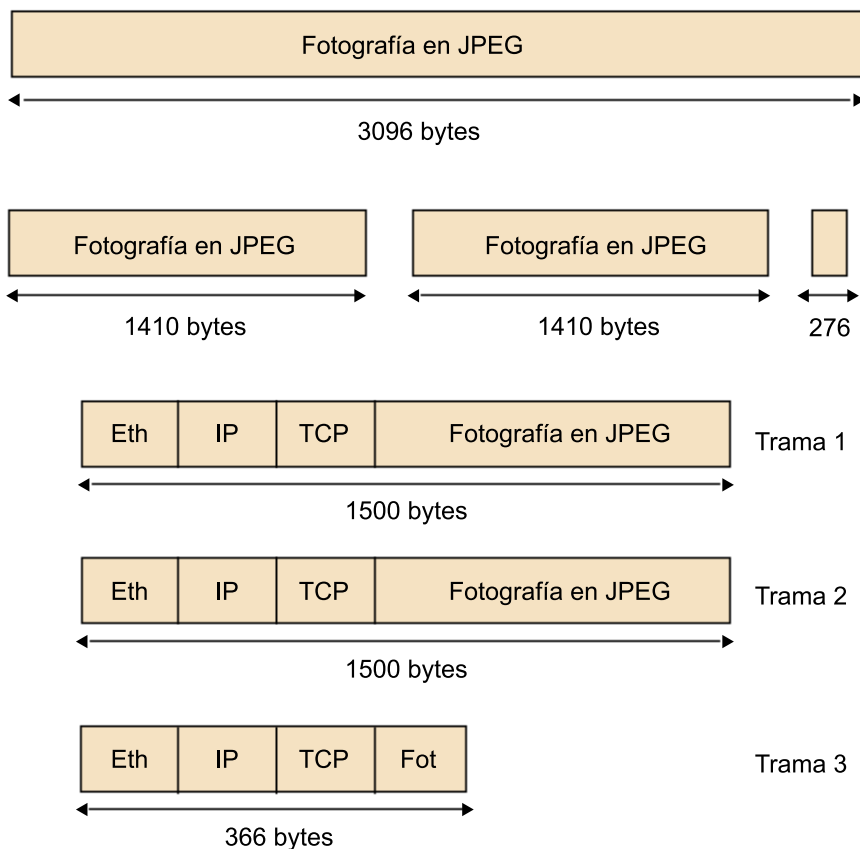 Fotografía en JPEG
3096 bytes
Fotografía en JPEG
Fotografía en JPEG
1410 bytes
1410 bytes
276
Eth IP TCP Fotografía en JPEG Trama 1
1500 bytes
Eth IP TCP Fotografía en JPEG Trama 2
1500 bytes
Eth IP TCP Fot Trama 3
366 bytes